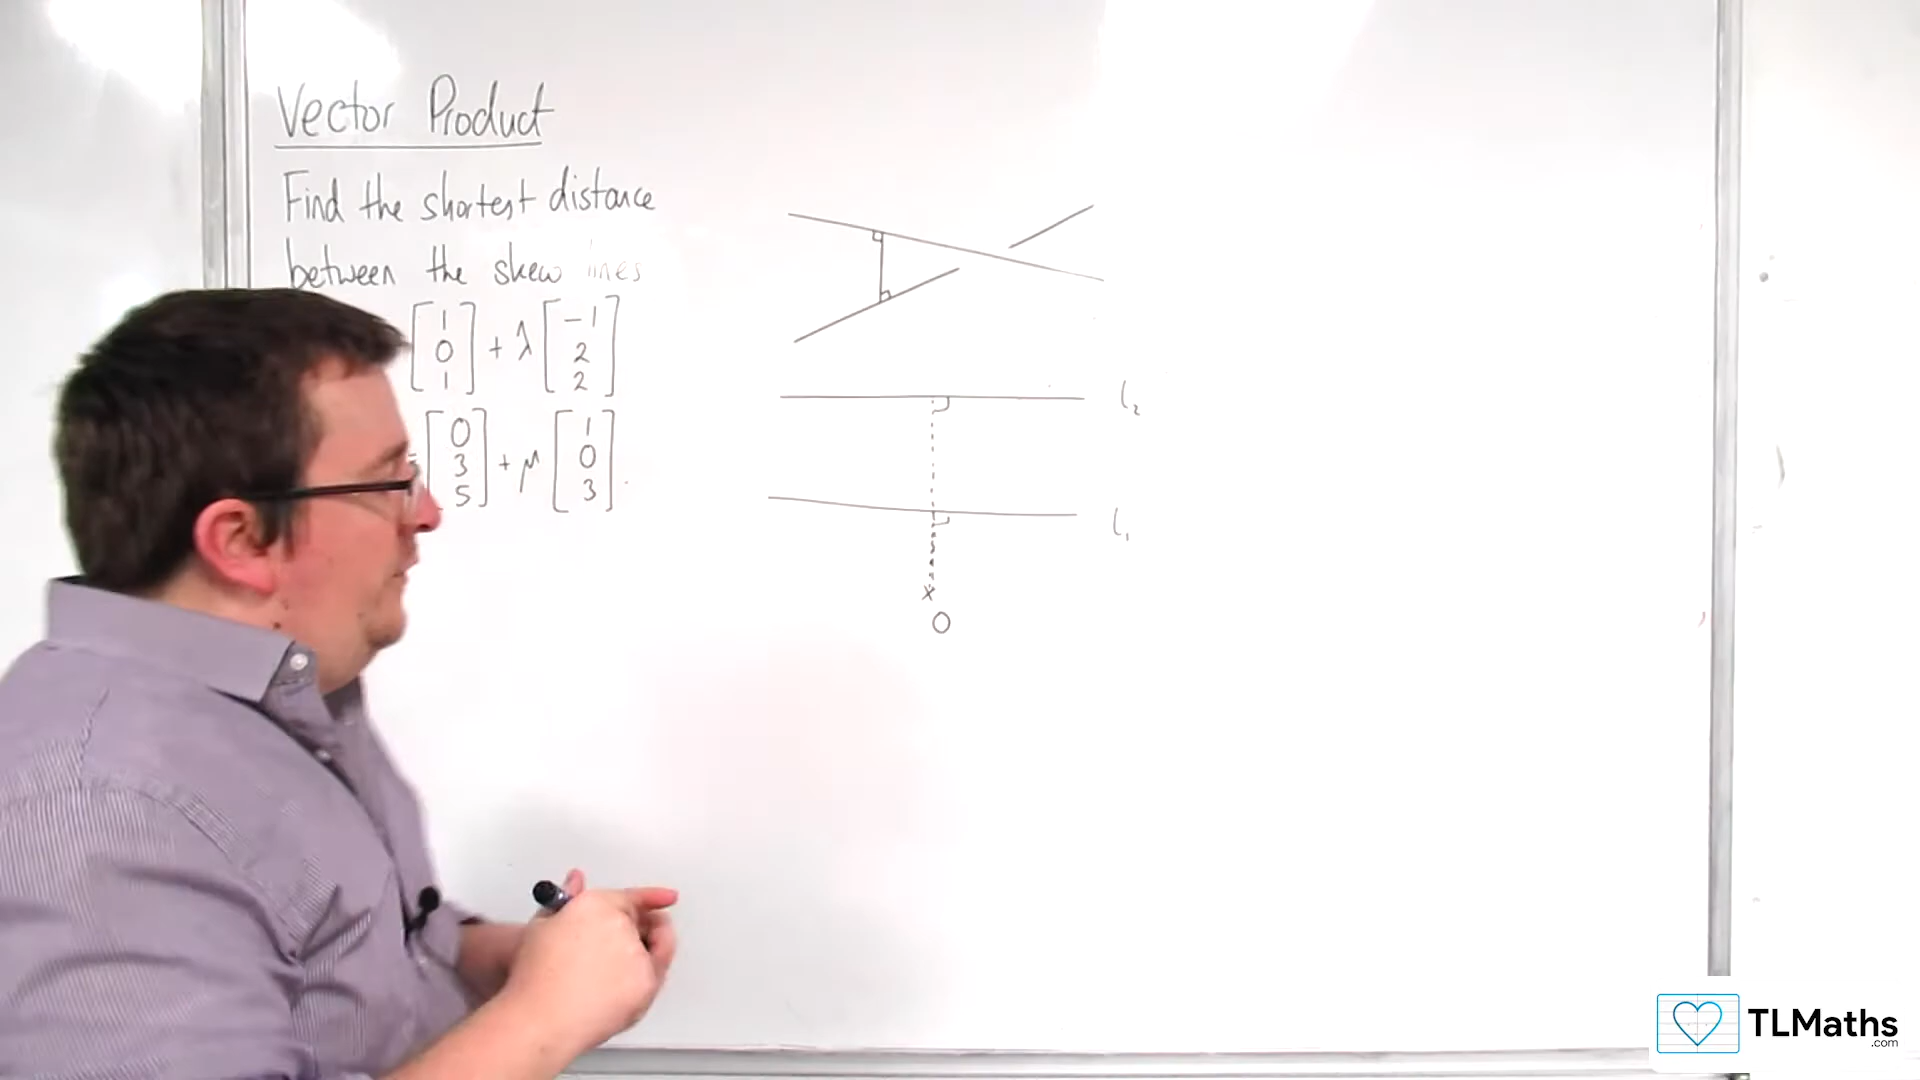 Vector Product
Find the shortest distance
between the skew lines
[1 0 1] + λ [-1 2 2]
= [0 3 5] + μ [1 0 3].
l₂
l₁
x
O
TLMaths
.com